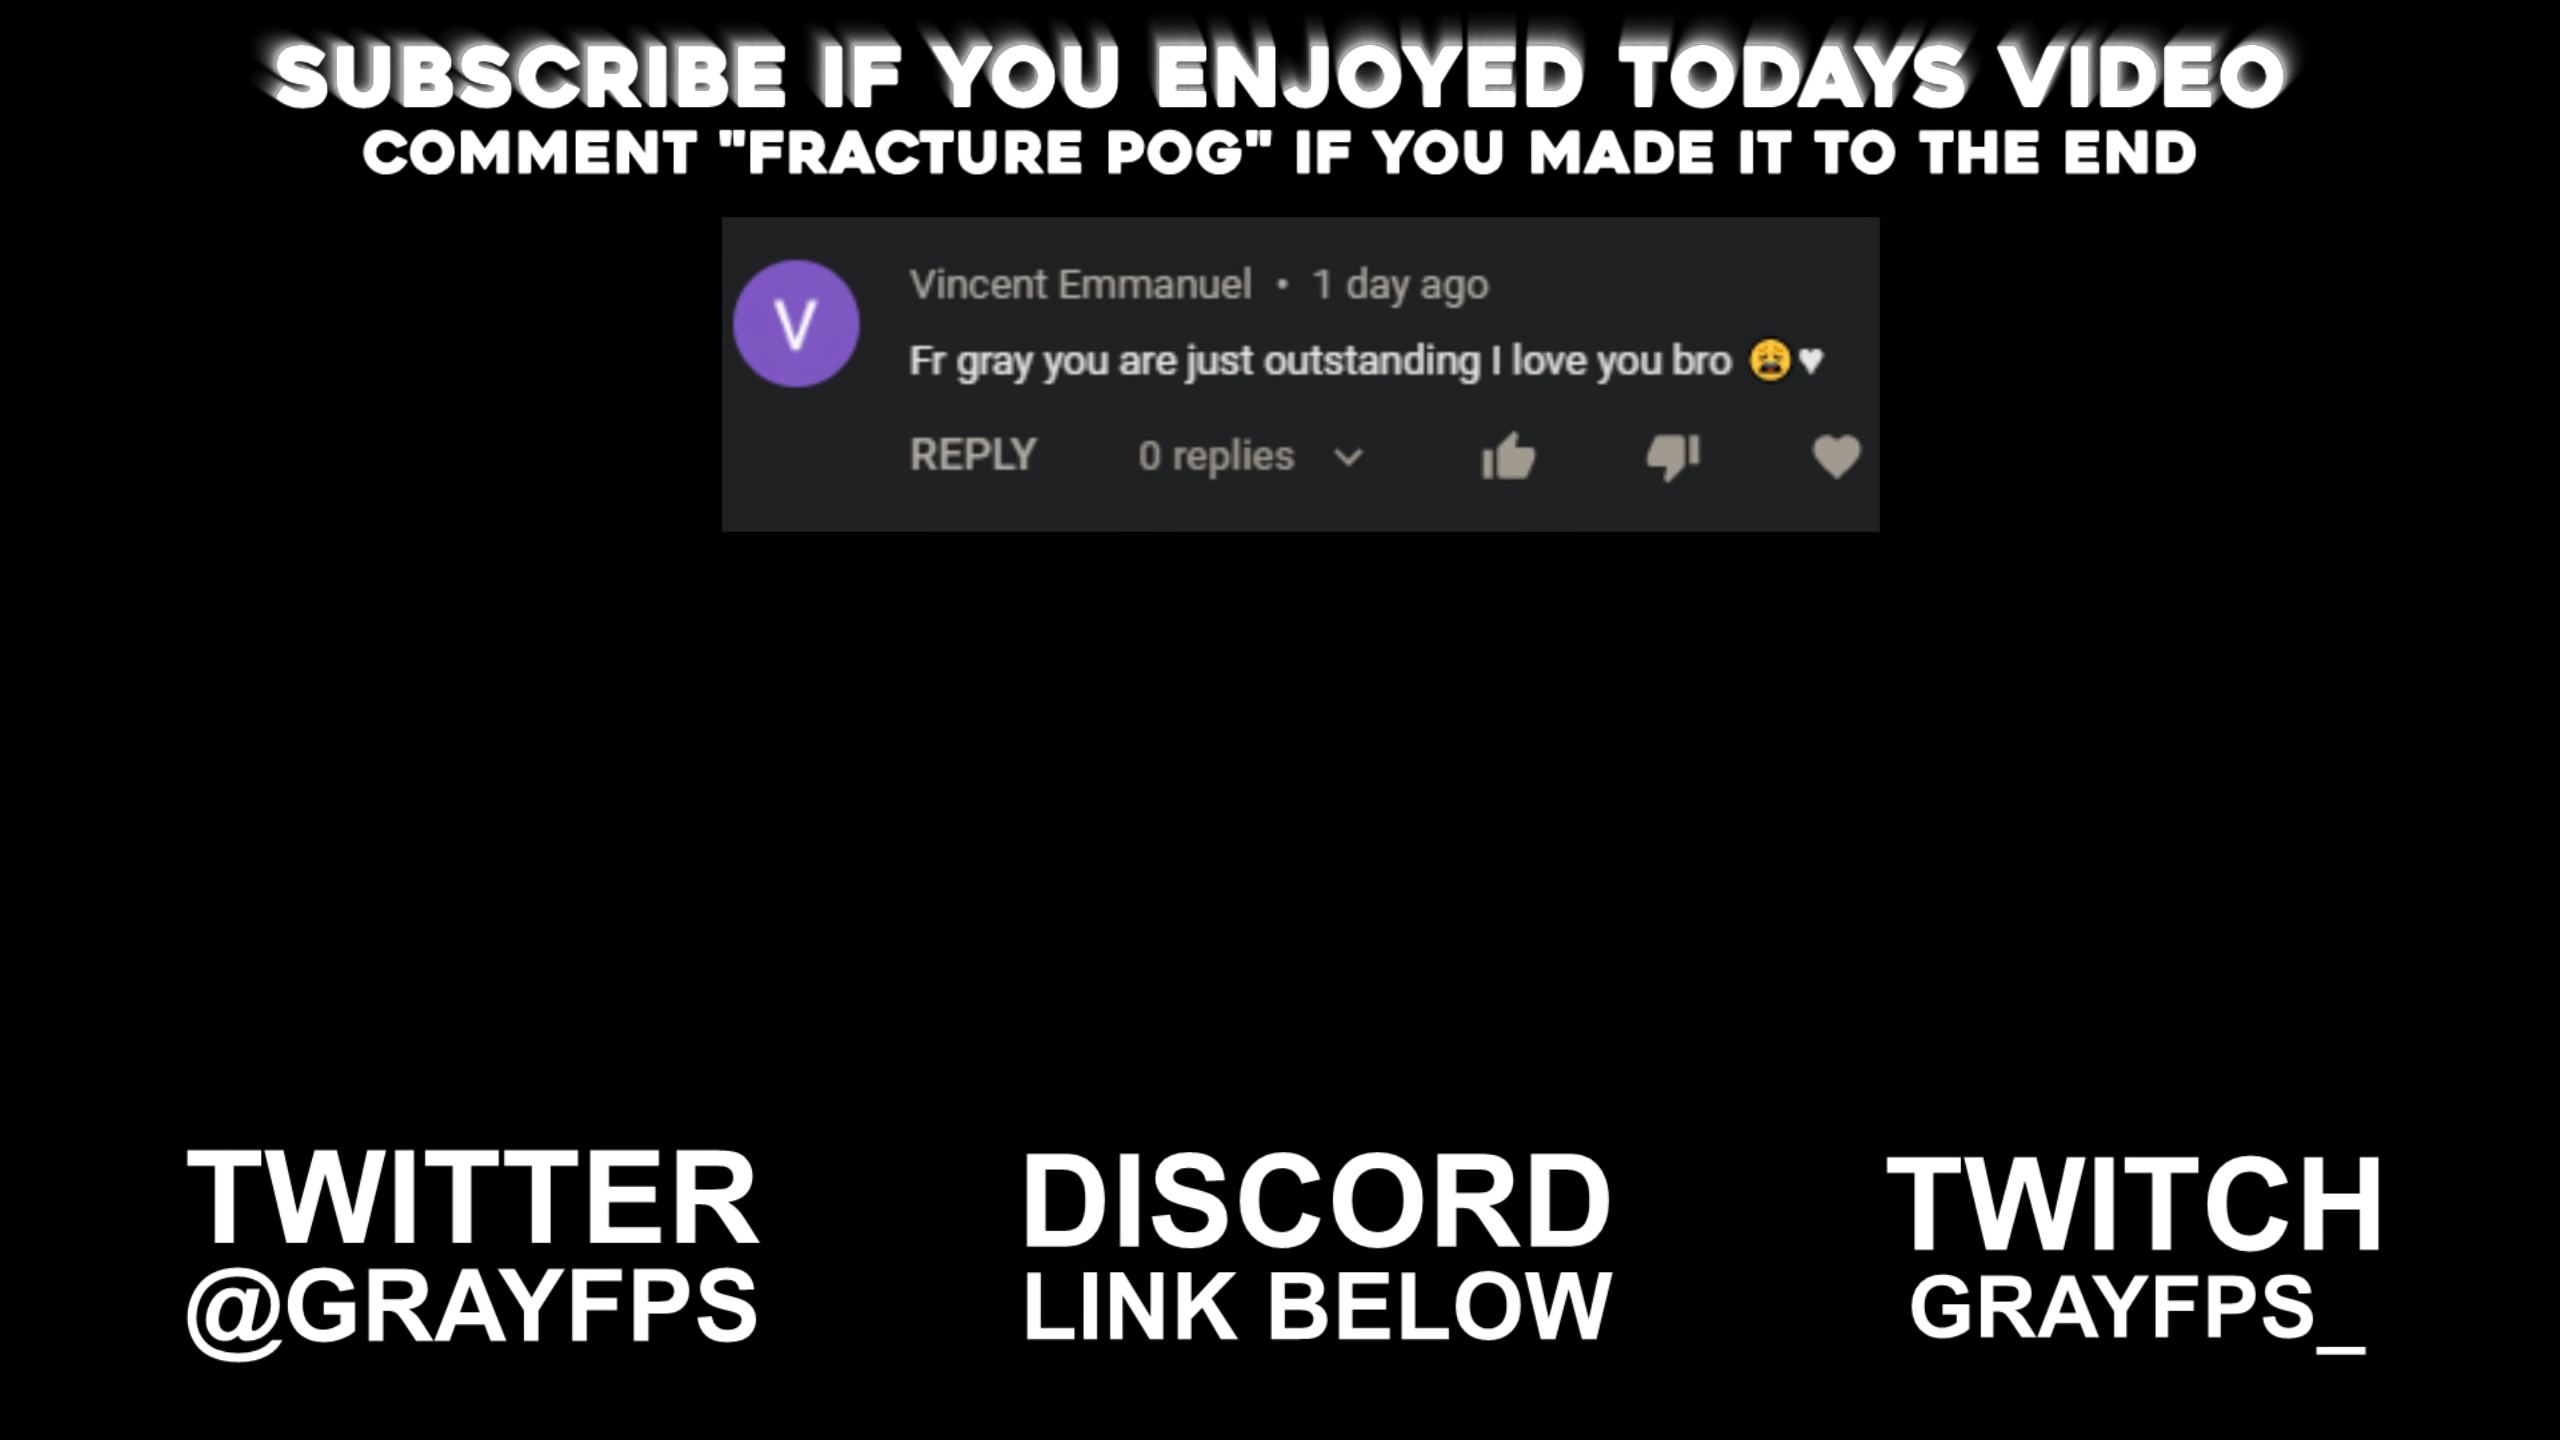 SUBSCRIBE IF YOU ENJOYED TODAYS VIDEO
COMMENT "FRACTURE POG" IF YOU MADE IT TO THE END
V
Vincent Emmanuel • 1 day ago
Fr gray you are just outstanding I love you bro 😩♥
REPLY 0 replies
TWITTER
@GRAYFPS
DISCORD
LINK BELOW
TWITCH
GRAYFPS_